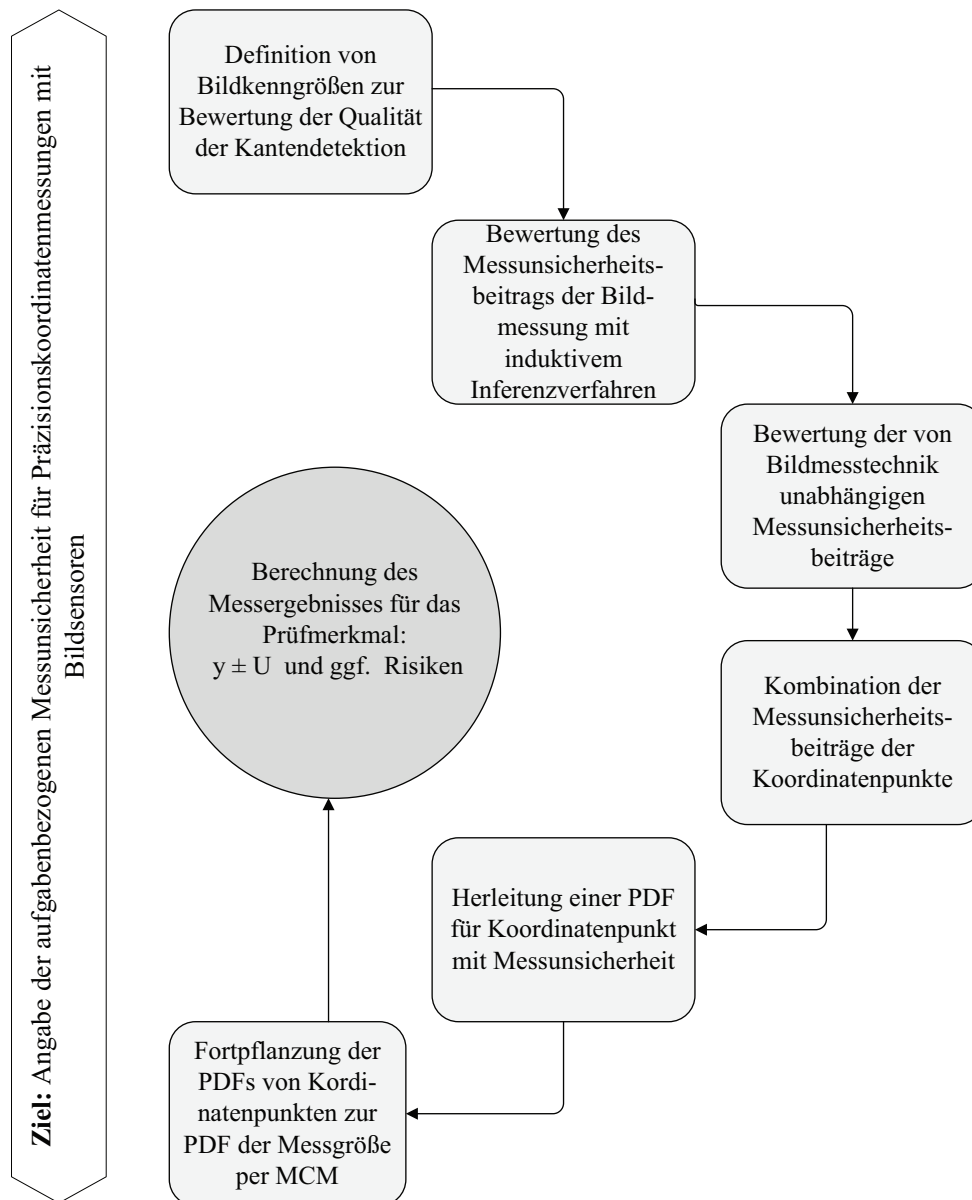 Ziel: Angabe der aufgabenbezogenen Messunsicherheit für Präzisionskoordinatenmessungen mit
Bildsensoren
Definition von
Bildkenngrößen zur
Bewertung der Qualität
der Kantendetektion
Bewertung des
Messunsicherheits-
beitrags der Bild-
messung mit
induktivem
Inferenzverfahren
Bewertung der von
Bildmesstechnik
unabhängigen
Messunsicherheits-
beiträge
Kombination der
Messunsicherheits-
beiträge der
Koordinatenpunkte
Herleitung einer PDF
für Koordinatenpunkt
mit Messunsicherheit
Fortpflanzung der
PDFs von Kordi-
natenpunkten zur
PDF der Messgröße
per MCM
Berechnung des
Messergebnisses für das
Prüfmerkmal:
y ± U und ggf. Risiken